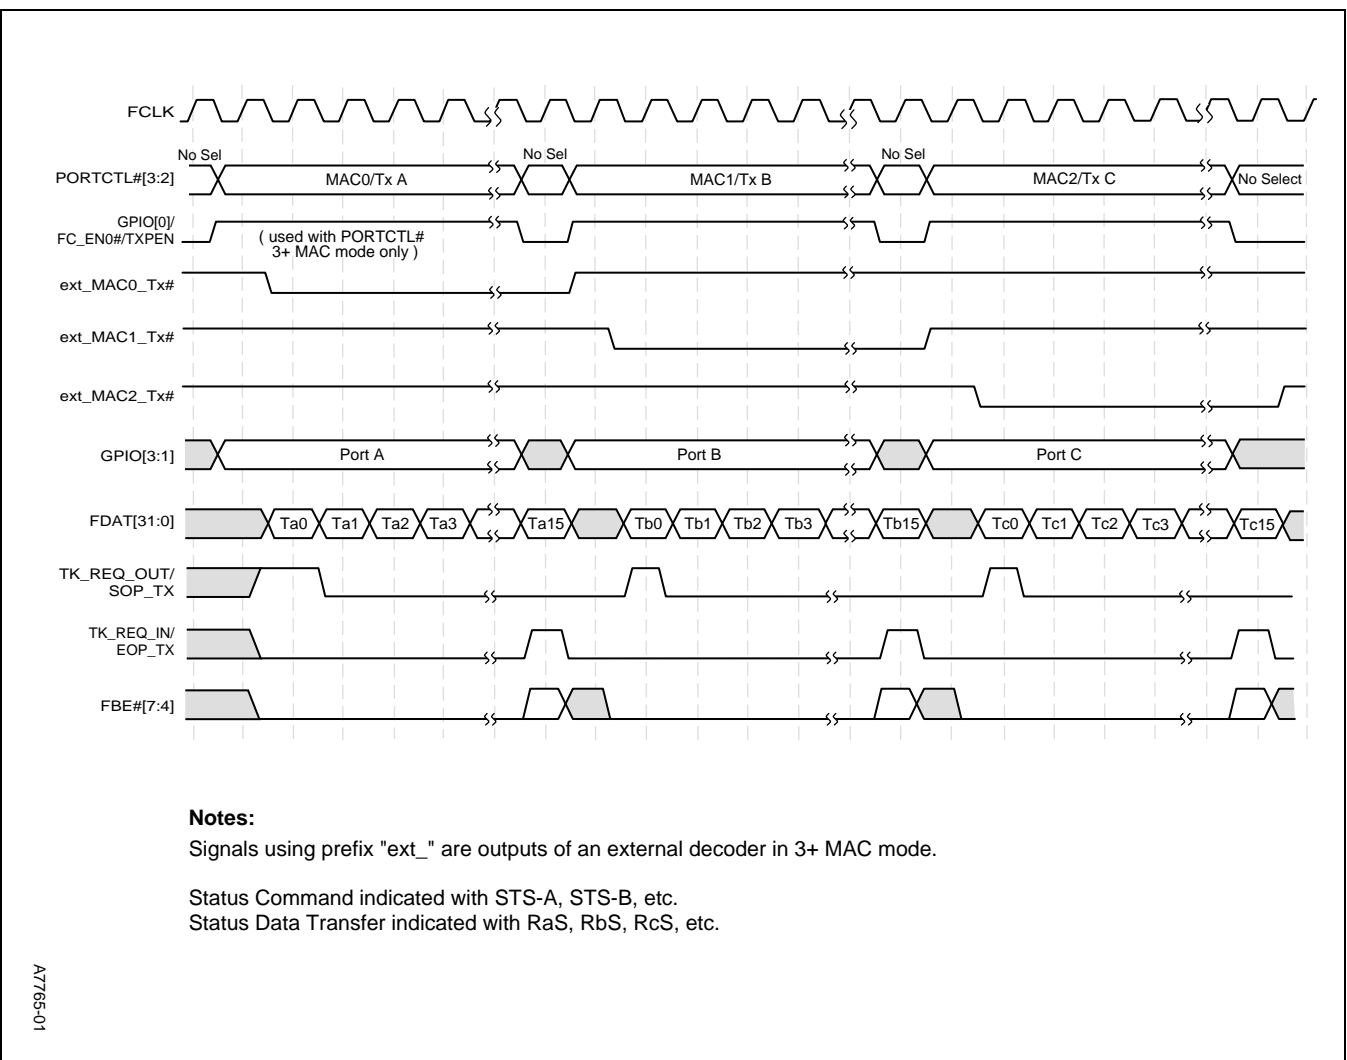 FCLK
No Sel No Sel No Sel
PORTCTL#[3:2] MAC0/Tx A MAC1/Tx B MAC2/Tx C No Select
GPIO[0]/
FC_EN0#/TXPEN
( used with PORTCTL#
3+ MAC mode only )
ext_MAC0_Tx#
ext_MAC1_Tx#
ext_MAC2_Tx#
GPIO[3:1] Port A Port B Port C
FDAT[31:0] Ta0 Ta1 Ta2 Ta3 Ta15 Tb0 Tb1 Tb2 Tb3 Tb15 Tc0 Tc1 Tc2 Tc3 Tc15
TK_REQ_OUT/
SOP_TX
TK_REQ_IN/
EOP_TX
FBE#[7:4]
Notes:
Signals using prefix "ext_" are outputs of an external decoder in 3+ MAC mode.
Status Command indicated with STS-A, STS-B, etc.
Status Data Transfer indicated with RaS, RbS, RcS, etc.
A7765-01